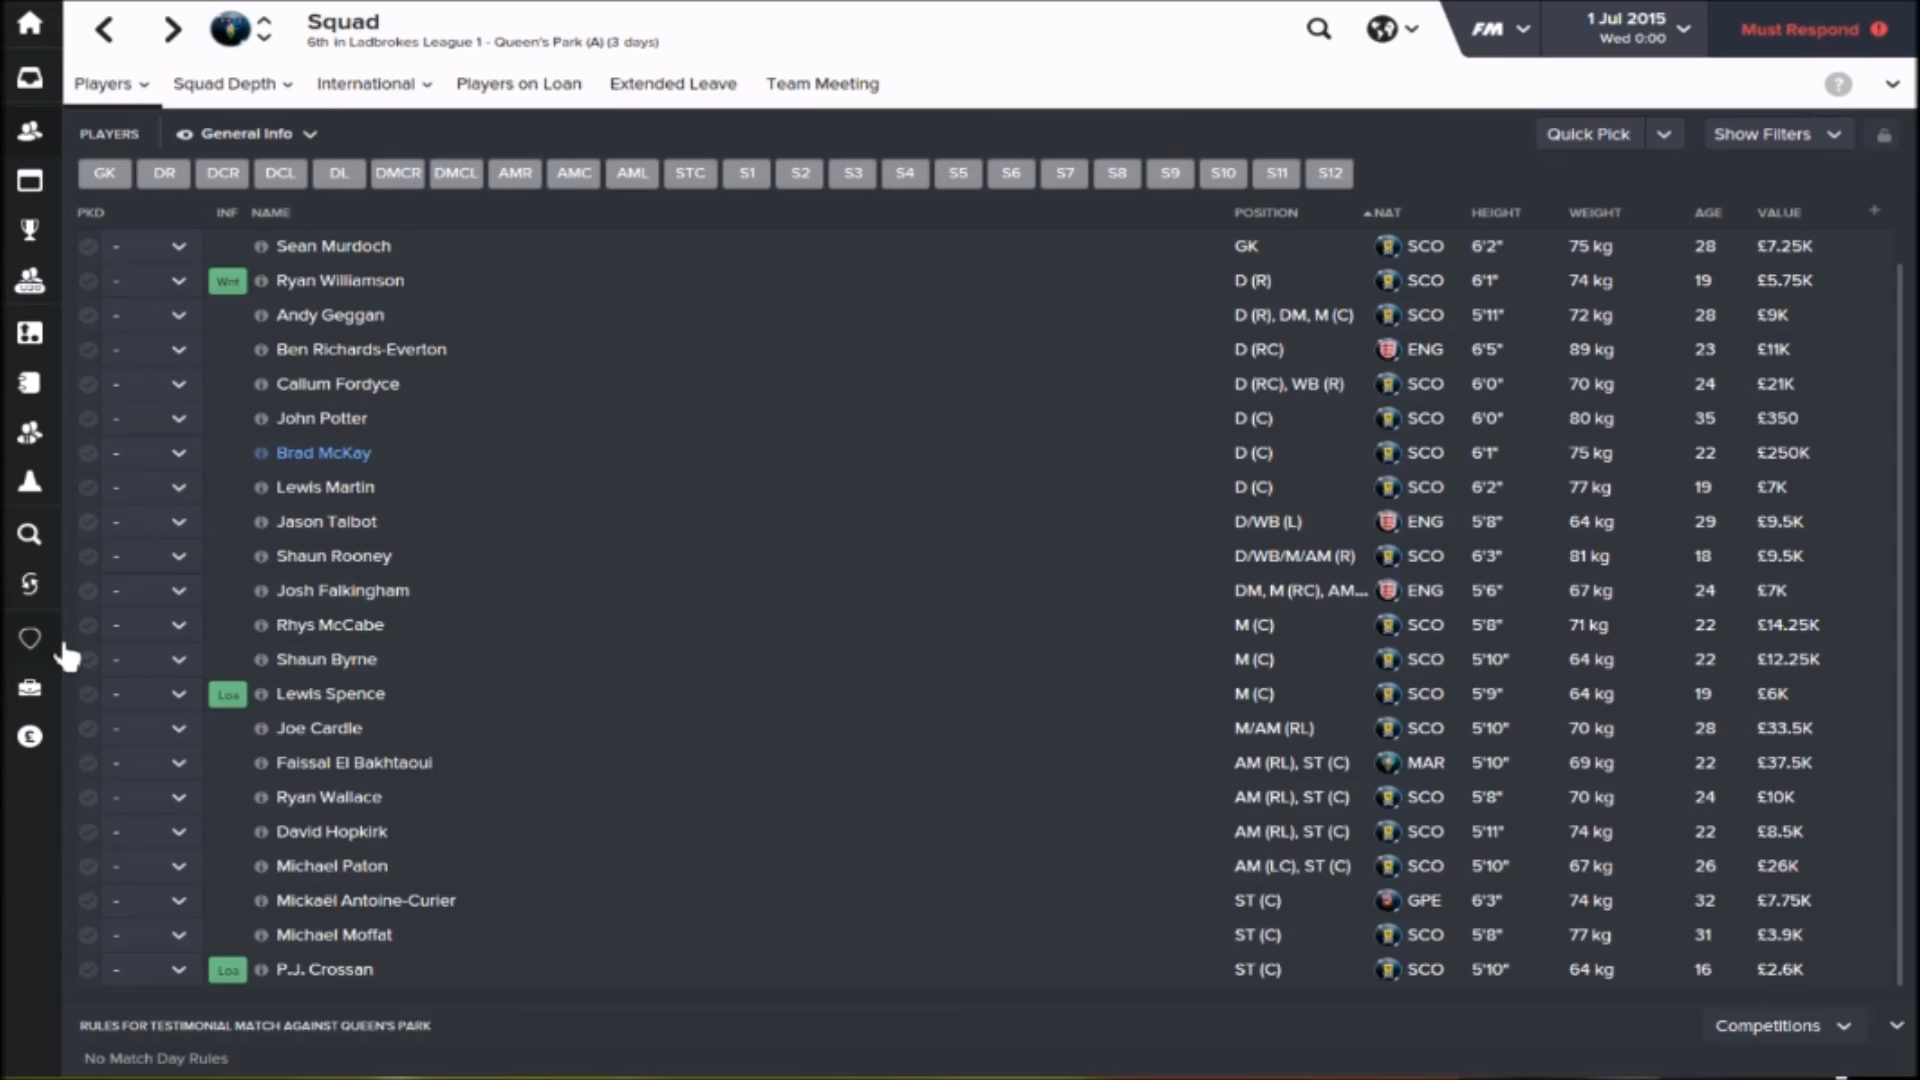 Squad
6th in Ladbrokes League 1 - Queen's Park (A) (3 days)
FM
1 Jul 2015
Wed 0:00
Must Respond
Players Squad Depth International Players on Loan Extended Leave Team Meeting
PLAYERS General Info Quick Pick Show Filters
GK DR DCR DCL DL DMCR DMCL AMR AMC AML STC S1 S2 S3 S4 S5 S6 S7 S8 S9 S10 S11 S12
PKD INF NAME POSITION NAT HEIGHT WEIGHT AGE VALUE +
- Sean Murdoch GK SCO 6'2" 75 kg 28 £7.25K
- Wnt Ryan Williamson D (R) SCO 6'1" 74 kg 19 £5.75K
- Andy Geggan D (R), DM, M (C) SCO 5'11" 72 kg 28 £9K
- Ben Richards-Everton D (RC) ENG 6'5" 89 kg 23 £11K
- Callum Fordyce D (RC), WB (R) SCO 6'0" 70 kg 24 £21K
- John Potter D (C) SCO 6'0" 80 kg 35 £350
- Brad McKay D (C) SCO 6'1" 75 kg 22 £250K
- Lewis Martin D (C) SCO 6'2" 77 kg 19 £7K
- Jason Talbot D/WB (L) ENG 5'8" 64 kg 29 £9.5K
- Shaun Rooney D/WB/M/AM (R) SCO 6'3" 81 kg 18 £9.5K
- Josh Falkingham DM, M (RC), AM... ENG 5'6" 67 kg 24 £7K
- Rhys McCabe M (C) SCO 5'8" 71 kg 22 £14.25K
- Shaun Byrne M (C) SCO 5'10" 64 kg 22 £12.25K
- Loa Lewis Spence M (C) SCO 5'9" 64 kg 19 £6K
- Joe Cardle M/AM (RL) SCO 5'10" 70 kg 28 £33.5K
- Faissal El Bakhtaoui AM (RL), ST (C) MAR 5'10" 69 kg 22 £37.5K
- Ryan Wallace AM (RL), ST (C) SCO 5'8" 70 kg 24 £10K
- David Hopkirk AM (RL), ST (C) SCO 5'11" 74 kg 22 £8.5K
- Michael Paton AM (LC), ST (C) SCO 5'10" 67 kg 26 £26K
- Mickaël Antoine-Curier ST (C) GPE 6'3" 74 kg 32 £7.75K
- Michael Moffat ST (C) SCO 5'8" 77 kg 31 £3.9K
- Loa P.J. Crossan ST (C) SCO 5'10" 64 kg 16 £2.6K
RULES FOR TESTIMONIAL MATCH AGAINST QUEEN'S PARK Competitions
No Match Day Rules